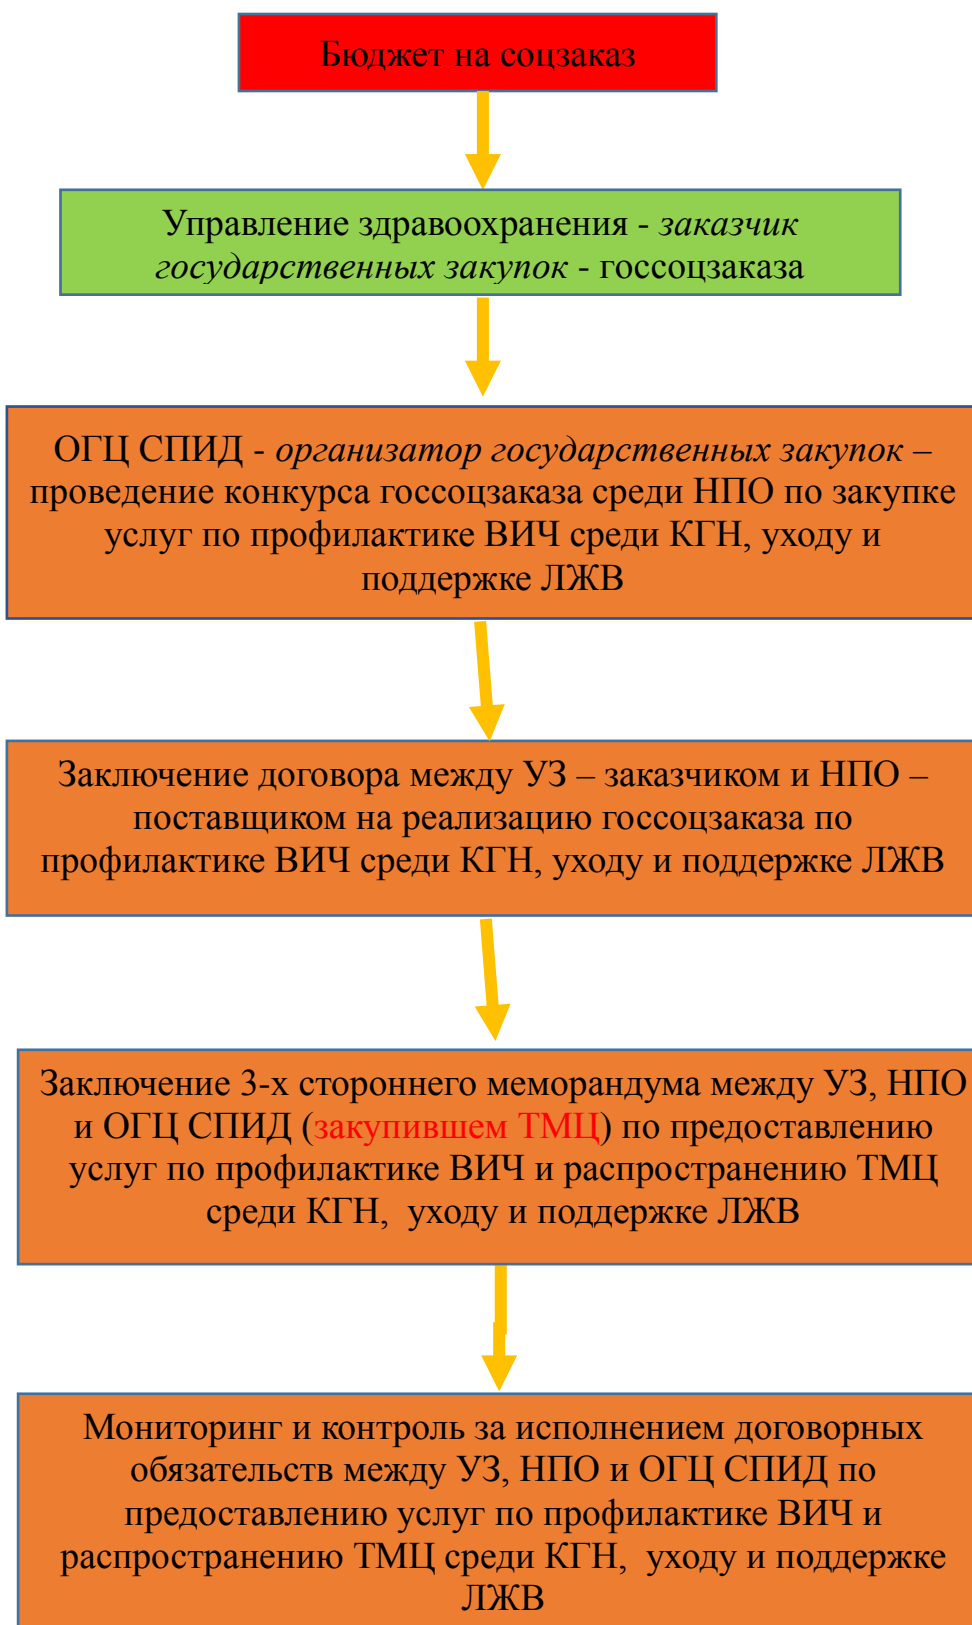 Бюджет на соцзаказ
Управление здравоохранения - заказчик
государственных закупок - госсоцзаказа
ОГЦ СПИД - организатор государственных закупок –
проведение конкурса госсоцзаказа среди НПО по закупке
услуг по профилактике ВИЧ среди КГН, уходу и
поддержке ЛЖВ
Заключение договора между УЗ – заказчиком и НПО –
поставщиком на реализацию госсоцзаказа по
профилактике ВИЧ среди КГН, уходу и поддержке ЛЖВ
Заключение 3-х стороннего меморандума между УЗ, НПО
и ОГЦ СПИД (закупившем ТМЦ) по предоставлению
услуг по профилактике ВИЧ и распространению ТМЦ
среди КГН, уходу и поддержке ЛЖВ
Мониторинг и контроль за исполнением договорных
обязательств между УЗ, НПО и ОГЦ СПИД по
предоставлению услуг по профилактике ВИЧ и
распространению ТМЦ среди КГН, уходу и поддержке
ЛЖВ